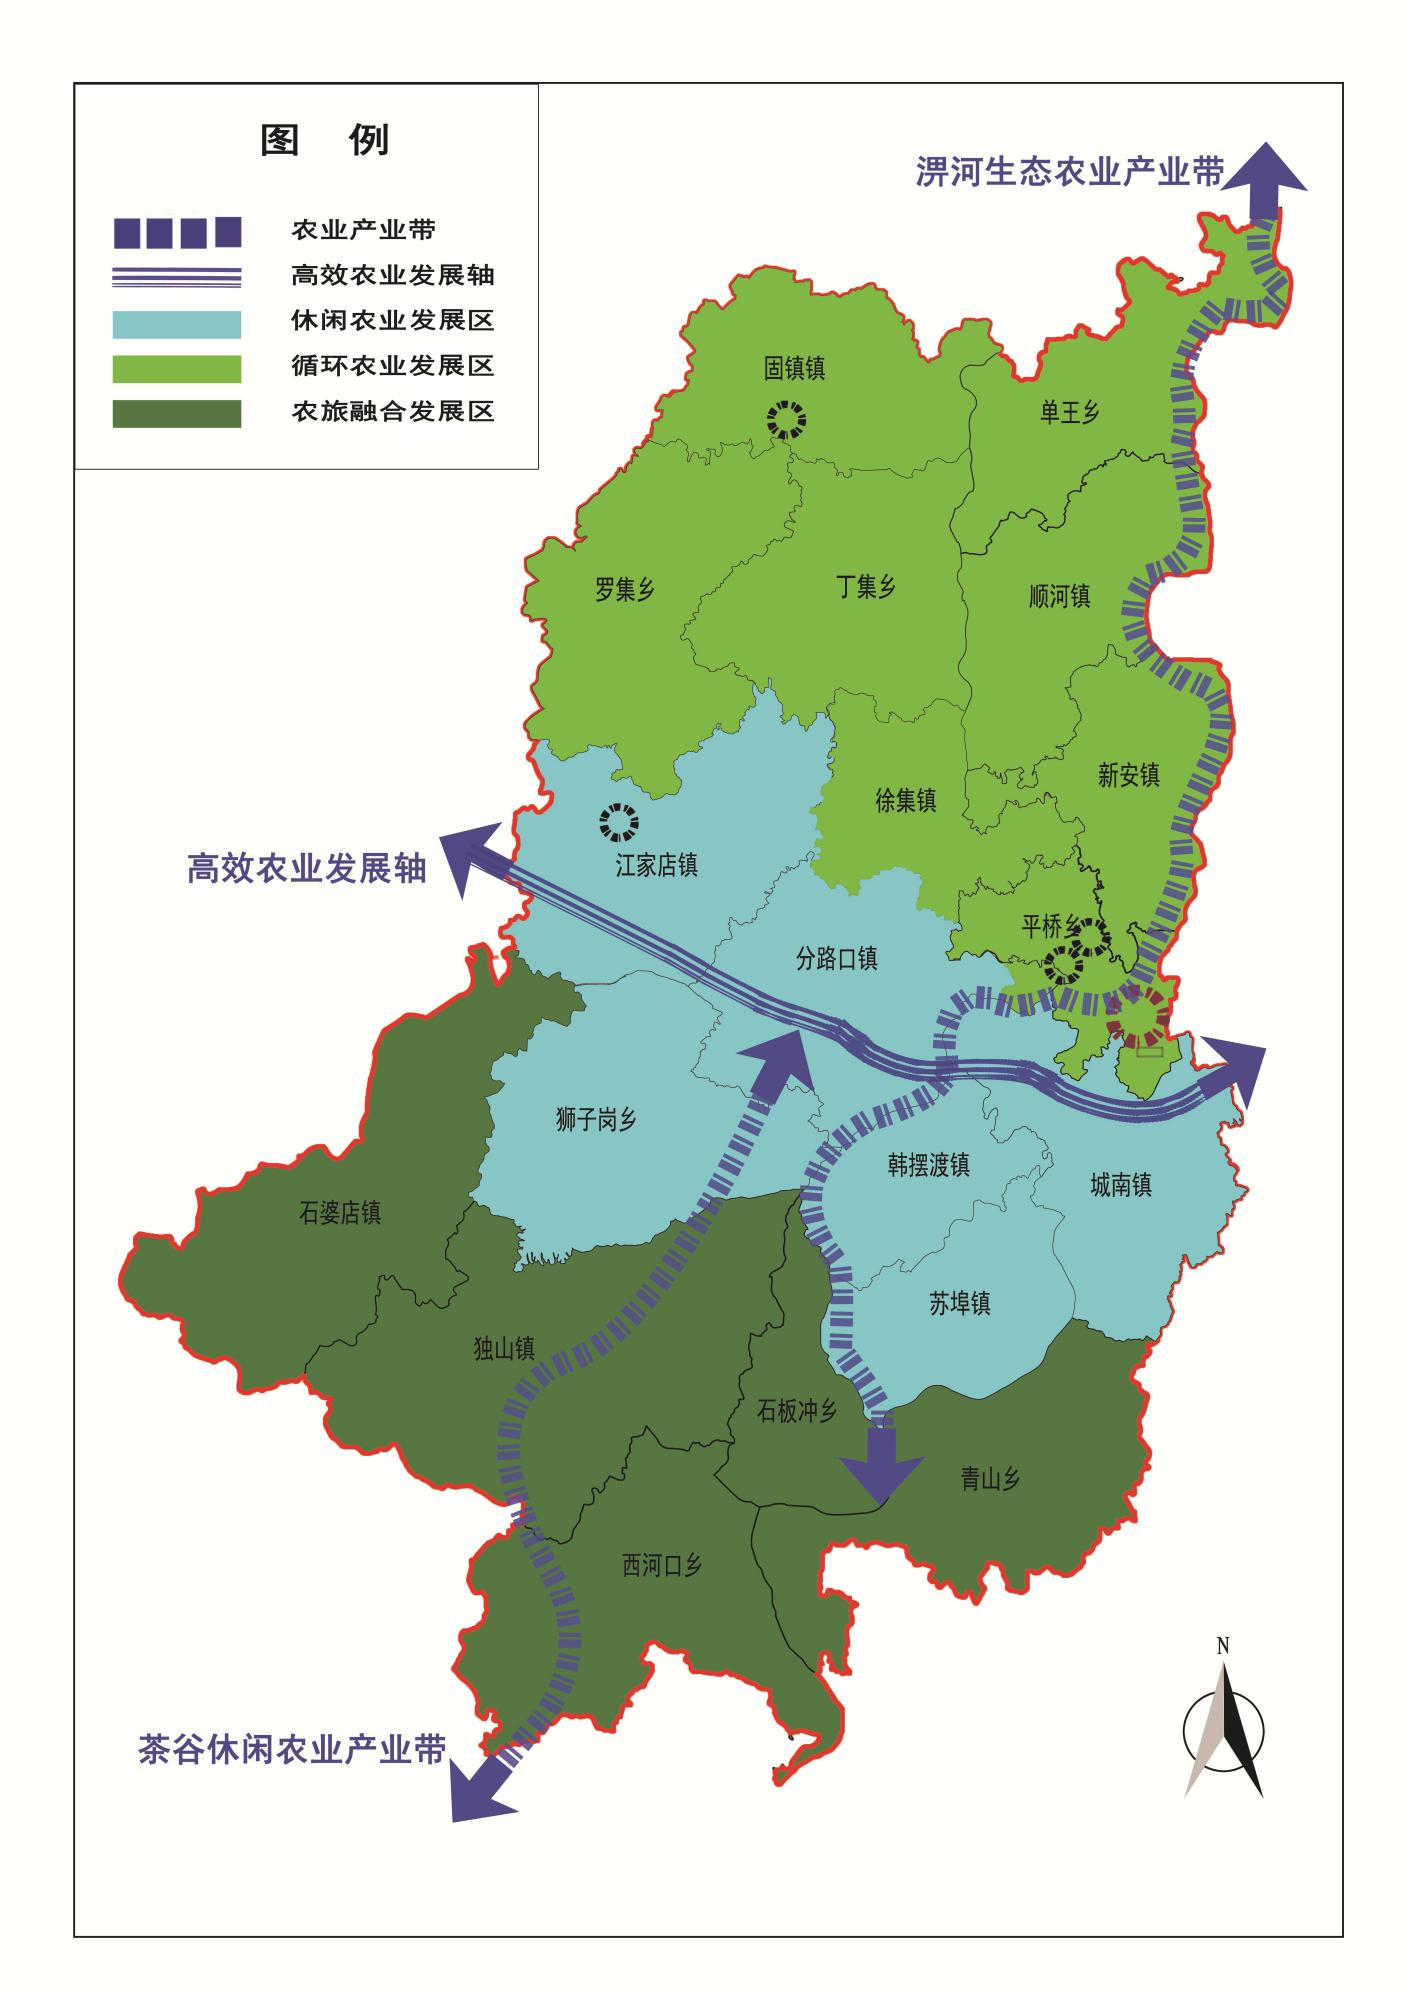 图 例
农业产业带
高效农业发展轴
休闲农业发展区
循环农业发展区
农旅融合发展区
淠河生态农业产业带
固镇镇
单王乡
罗集乡
丁集乡
顺河镇
新安镇
徐集镇
高效农业发展轴
江家店镇
平桥乡
分路口镇
狮子岗乡
韩摆渡镇
城南镇
石婆店镇
苏埠镇
独山镇
石板冲乡
青山乡
西河口乡
N
茶谷休闲农业产业带